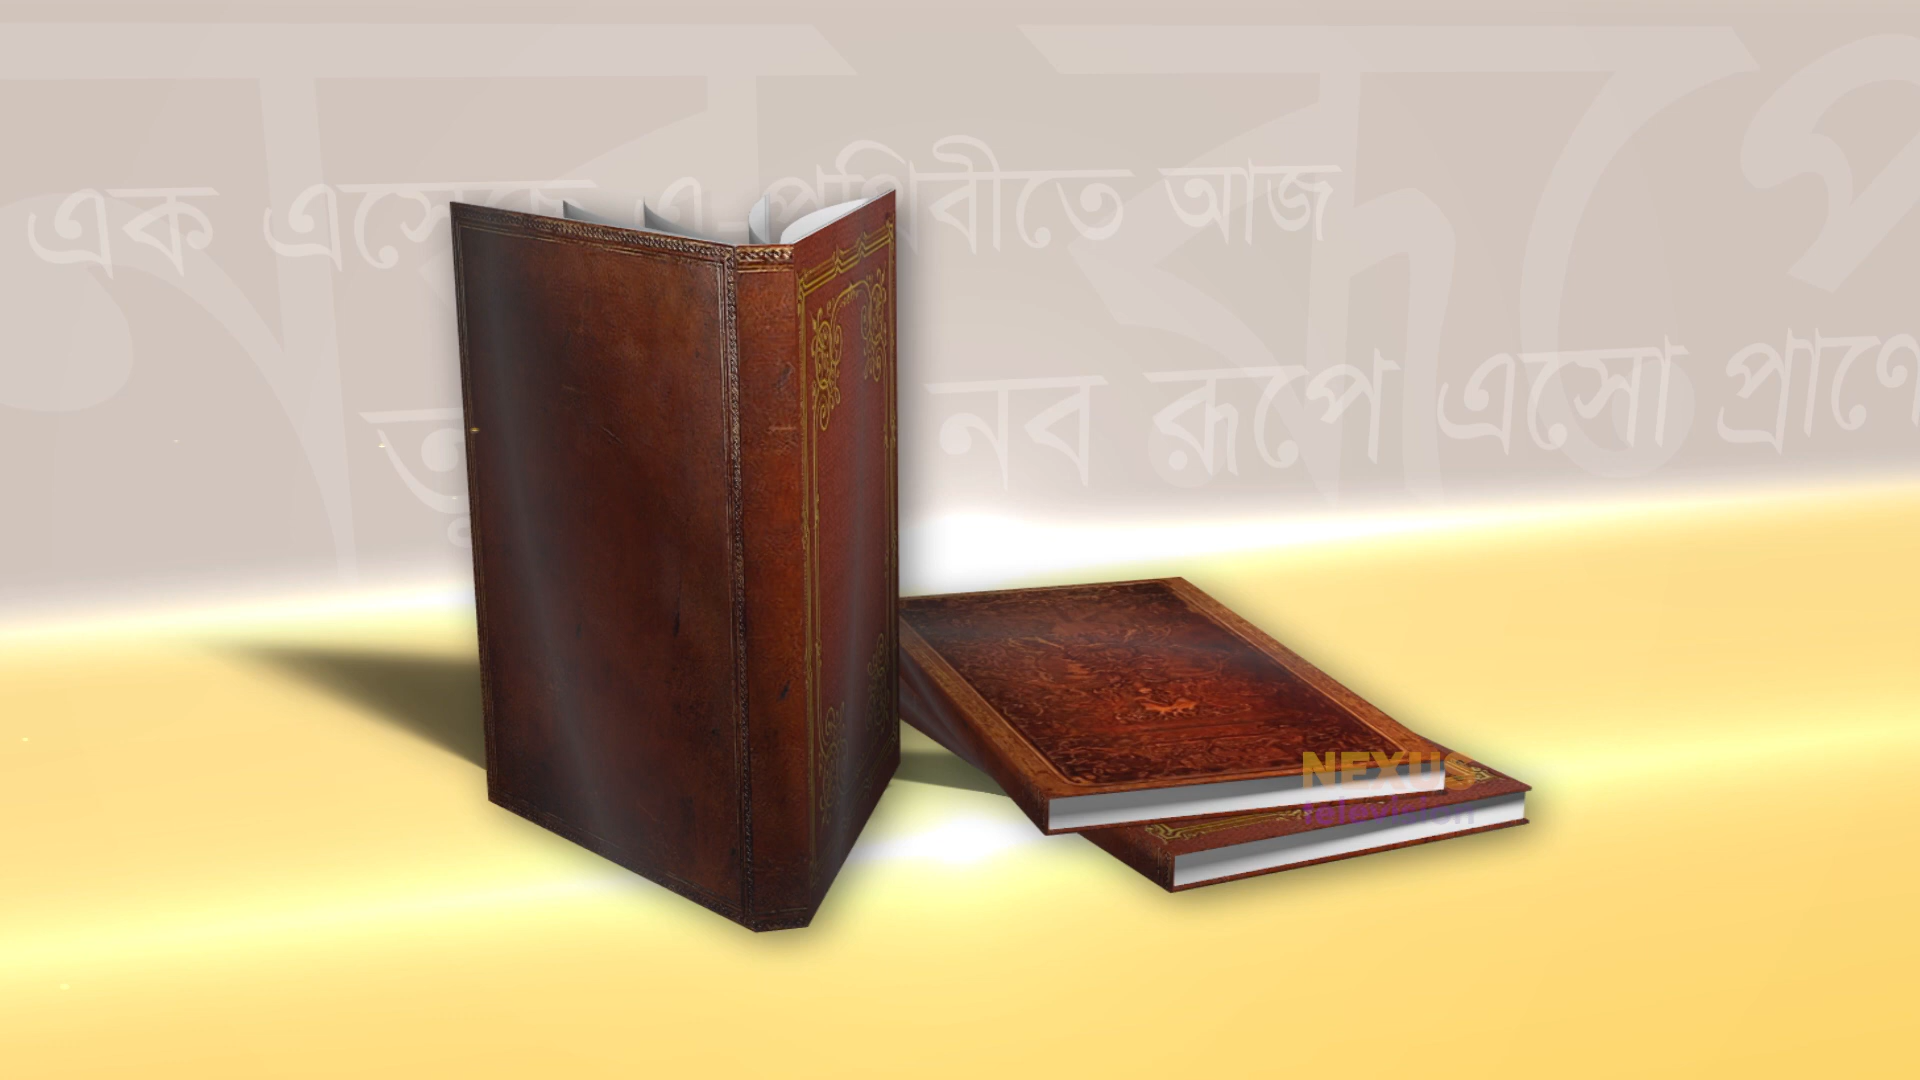 এক এসেছে এ-পৃথিবীতে আজ
নব রূপে এসো প্রাণে
NEXUS
television